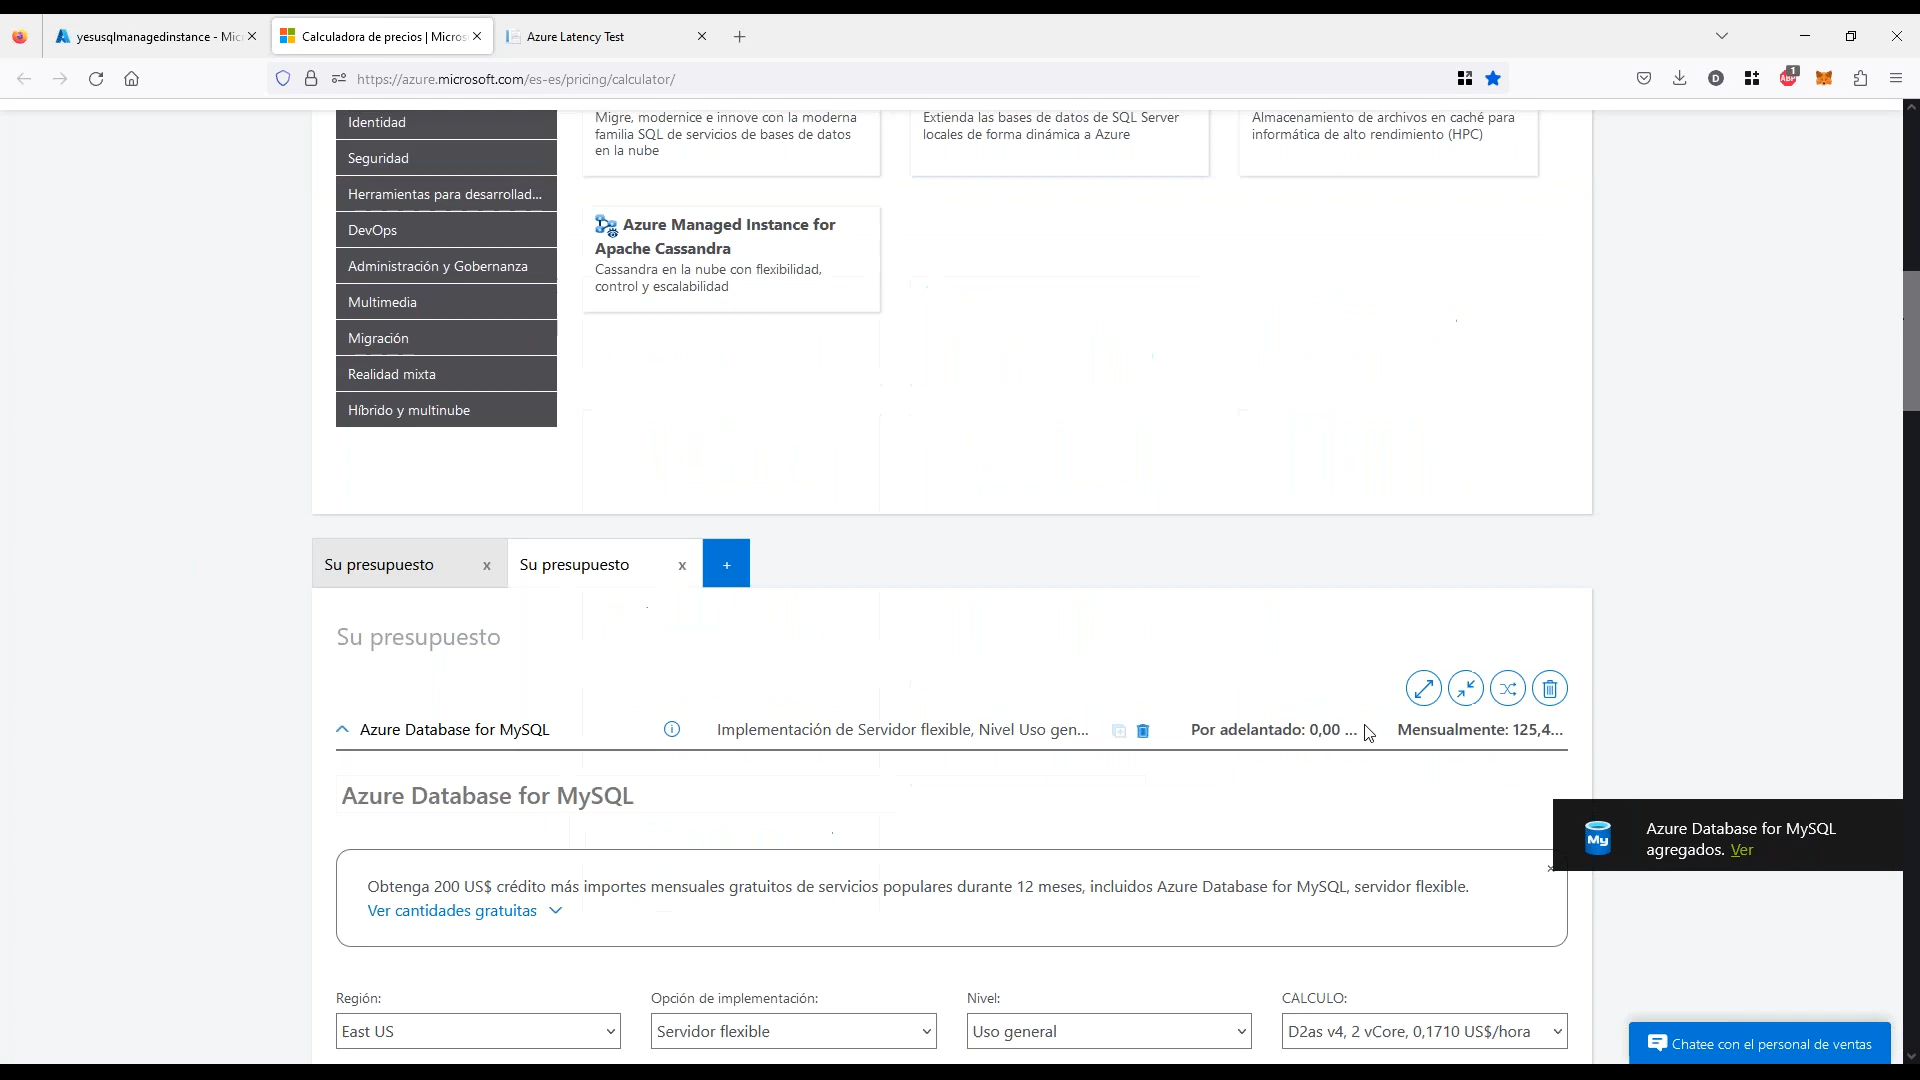 yesusqlmanagedinstance - Mic
Calculadora de precios | Micros
Azure Latency Test
https://azure.microsoft.com/es-es/pricing/calculator/
D
ABP
1
Identidad
Seguridad
Herramientas para desarrollad...
DevOps
Administración y Gobernanza
Multimedia
Migración
Realidad mixta
Híbrido y multinube
Migre, modernice e innove con la moderna
familia SQL de servicios de bases de datos
en la nube
Extienda las bases de datos de SQL Server
locales de forma dinámica a Azure
Almacenamiento de archivos en caché para
informática de alto rendimiento (HPC)
Azure Managed Instance for
Apache Cassandra
Cassandra en la nube con flexibilidad,
control y escalabilidad
Su presupuesto x
Su presupuesto x
+
Su presupuesto
Azure Database for MySQL
Implementación de Servidor flexible, Nivel Uso gen...
Por adelantado: 0,00 ...
Mensualmente: 125,4...
Azure Database for MySQL
My
Azure Database for MySQL
agregados. Ver
Obtenga 200 US$ crédito más importes mensuales gratuitos de servicios populares durante 12 meses, incluidos Azure Database for MySQL, servidor flexible.
Ver cantidades gratuitas
Región:
East US
Opción de implementación:
Servidor flexible
Nivel:
Uso general
CALCULO:
D2as v4, 2 vCore, 0,1710 US$/hora
Chatee con el personal de ventas